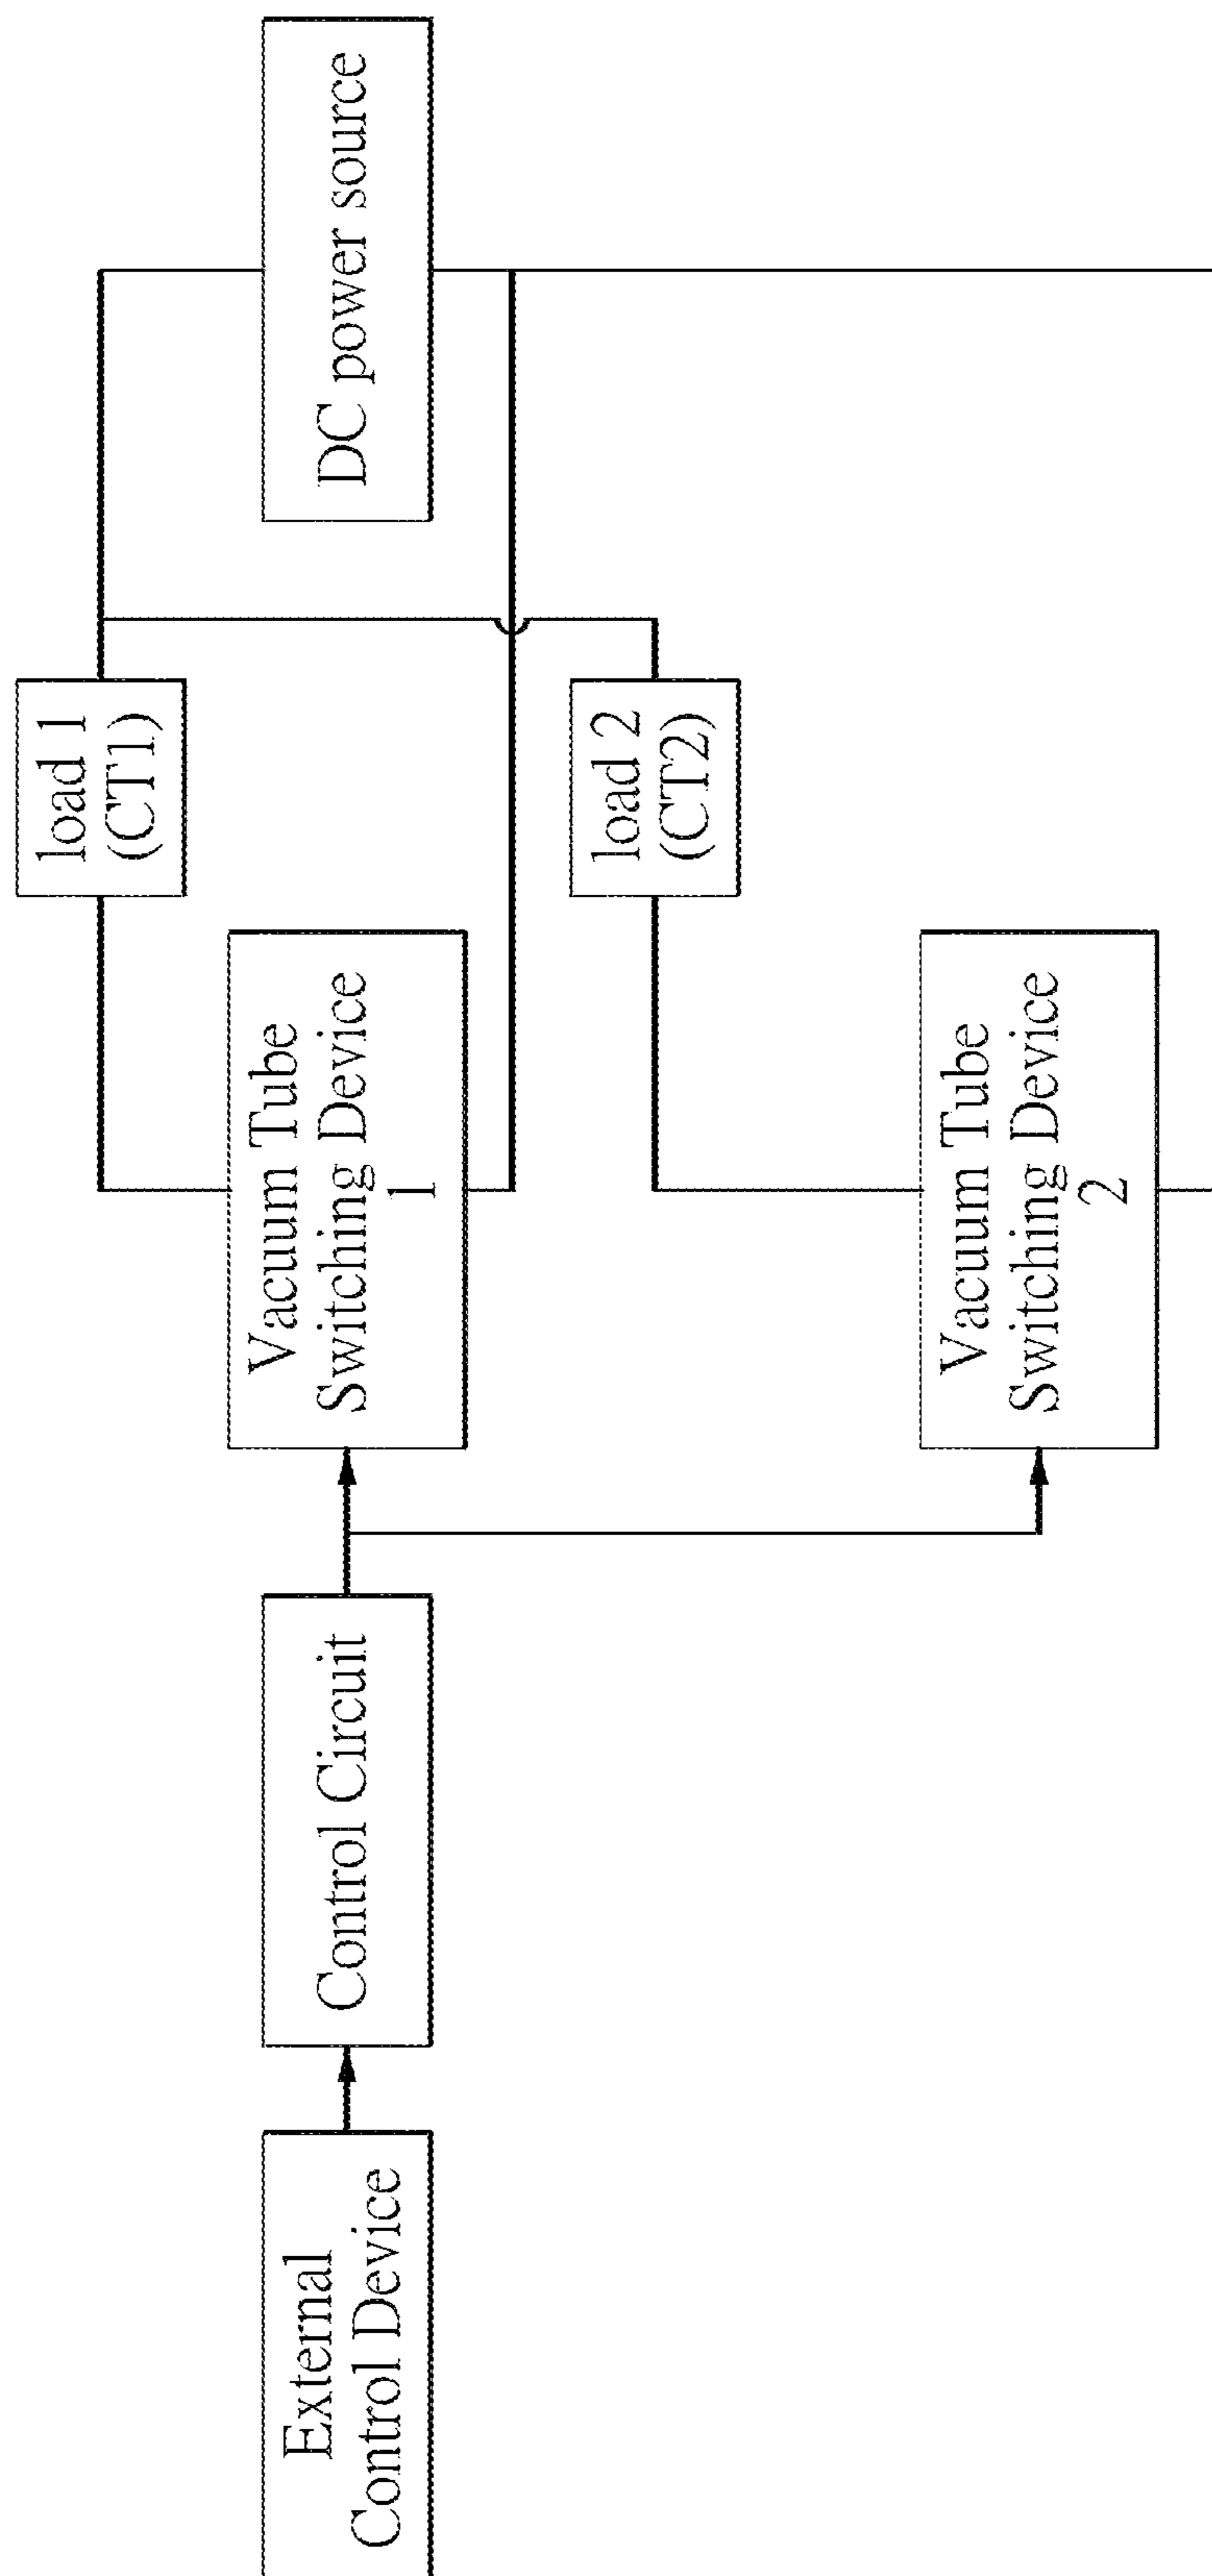 External
Control Device
Control Circuit
Vacuum Tube
Switching Device
1
load 1
(CT1)
DC power source
load 2
(CT2)
Vacuum Tube
Switching Device
2